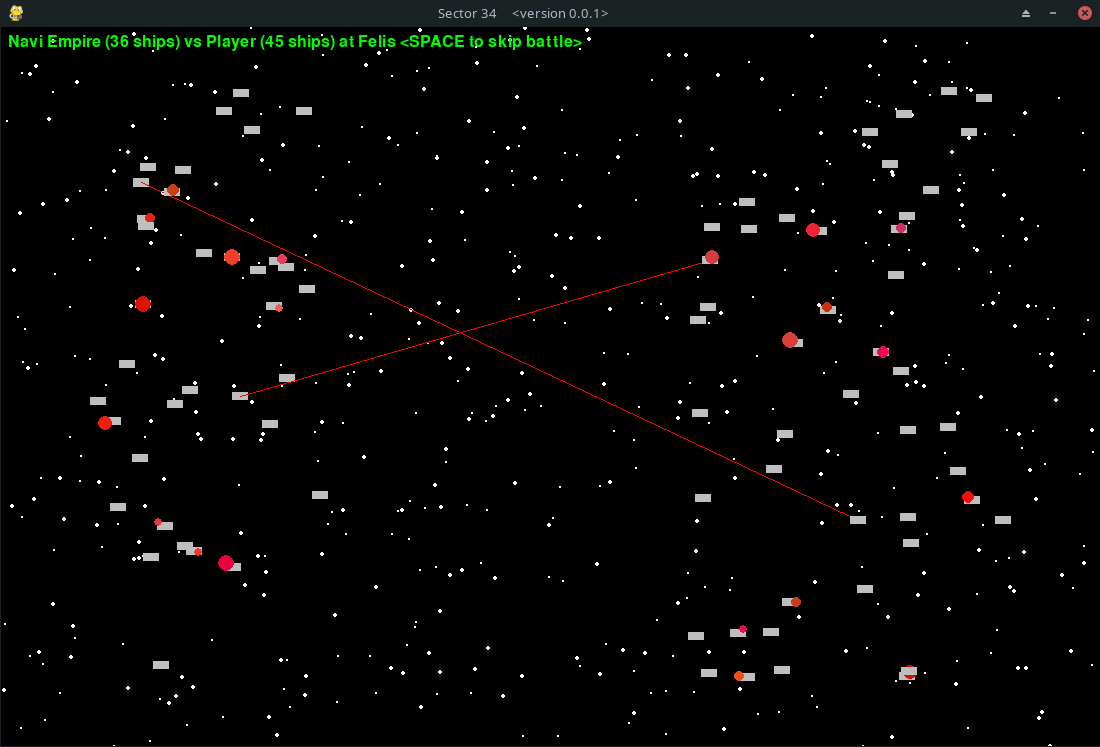 Sector 34 <version 0.0.1>
Navi Empire (36 ships) vs Player (45 ships) at Felis <SPACE to skip battle>